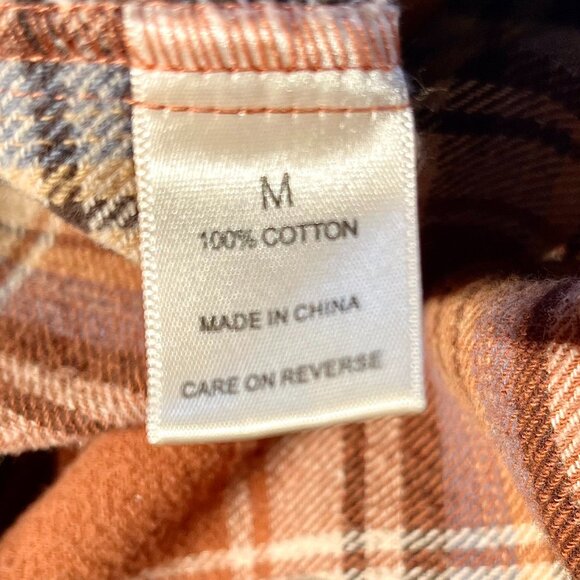 M
100% COTTON
MADE IN CHINA
CARE ON REVERSE